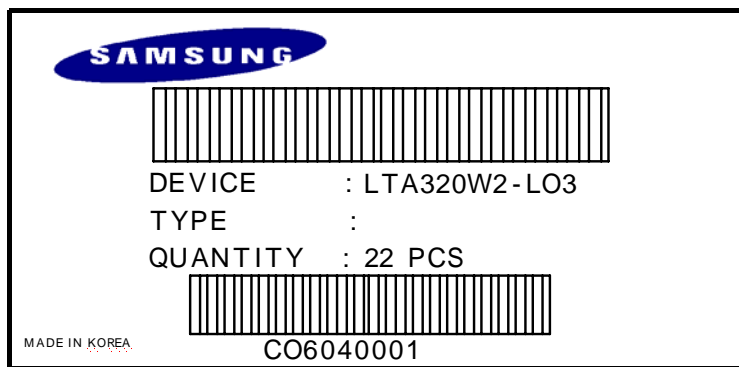 SAMSUNG
DEVICE : LTA320W2-LO3
TYPE :
QUANTITY : 22 PCS
CO6040001
MADE IN KOREA